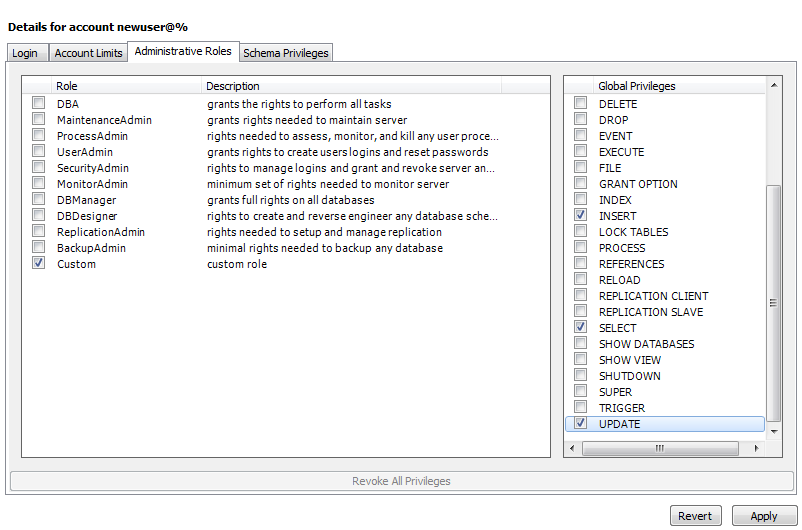 Details for account newuser@%
Login Account Limits Administrative Roles Schema Privileges
Role Description
DBA grants the rights to perform all tasks
MaintenanceAdmin grants rights needed to maintain server
ProcessAdmin rights needed to assess, monitor, and kill any user proce...
UserAdmin grants rights to create users logins and reset passwords
SecurityAdmin rights to manage logins and grant and revoke server an...
MonitorAdmin minimum set of rights needed to monitor server
DBManager grants full rights on all databases
DBDesigner rights to create and reverse engineer any database sche...
ReplicationAdmin rights needed to setup and manage replication
BackupAdmin minimal rights needed to backup any database
Custom custom role
Global Privileges
DELETE
DROP
EVENT
EXECUTE
FILE
GRANT OPTION
INDEX
INSERT
LOCK TABLES
PROCESS
REFERENCES
RELOAD
REPLICATION CLIENT
REPLICATION SLAVE
SELECT
SHOW DATABASES
SHOW VIEW
SHUTDOWN
SUPER
TRIGGER
UPDATE
Revoke All Privileges
Revert Apply